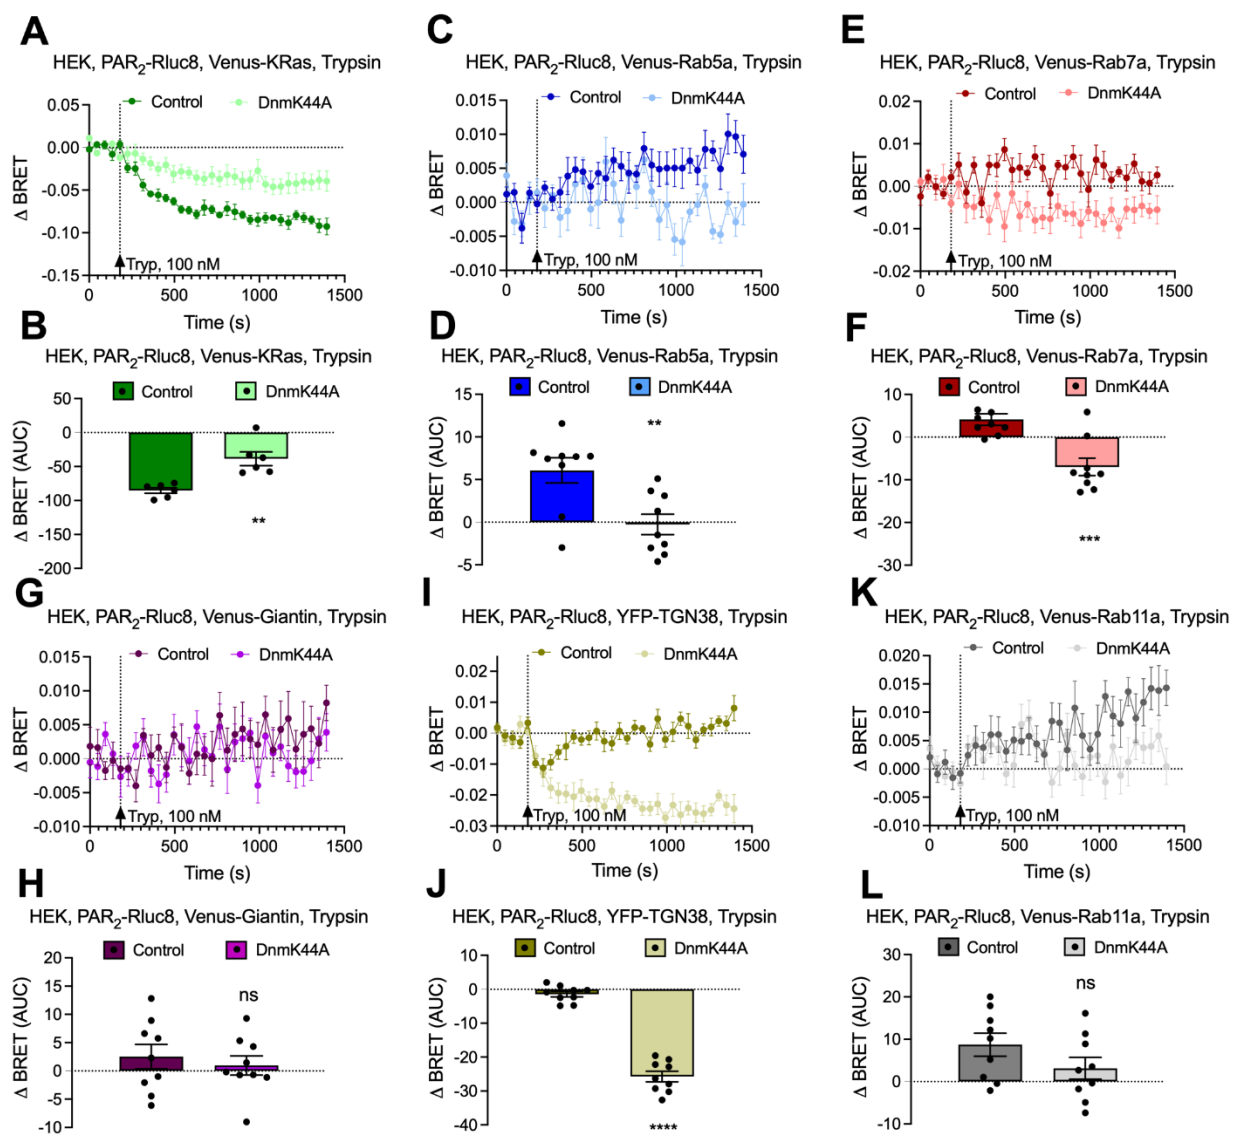 A
HEK, PAR2-Rluc8, Venus-KRas, Trypsin
Control
DnmK44A
Δ BRET
0.05
0.00
-0.05
-0.10
-0.15
Tryp, 100 nM
0
500
1000
1500
Time (s)
C
HEK, PAR2-Rluc8, Venus-Rab5a, Trypsin
Control
DnmK44A
Δ BRET
0.015
0.010
0.005
0.000
-0.005
-0.010
Tryp, 100 nM
0
500
1000
1500
Time (s)
E
HEK, PAR2-Rluc8, Venus-Rab7a, Trypsin
Control
DnmK44A
Δ BRET
0.02
0.01
0.00
-0.01
-0.02
Tryp, 100 nM
0
500
1000
1500
Time (s)
B
HEK, PAR2-Rluc8, Venus-KRas, Trypsin
Control
DnmK44A
Δ BRET (AUC)
50
0
-50
-100
-150
-200
**
D
HEK, PAR2-Rluc8, Venus-Rab5a, Trypsin
Control
DnmK44A
Δ BRET (AUC)
15
10
5
0
-5
**
F
HEK, PAR2-Rluc8, Venus-Rab7a, Trypsin
Control
DnmK44A
Δ BRET (AUC)
10
0
-10
-20
-30
***
G
HEK, PAR2-Rluc8, Venus-Giantin, Trypsin
Control
DnmK44A
Δ BRET
0.015
0.010
0.005
0.000
-0.005
-0.010
Tryp, 100 nM
0
500
1000
1500
Time (s)
I
HEK, PAR2-Rluc8, YFP-TGN38, Trypsin
Control
DnmK44A
Δ BRET
0.02
0.01
0.00
-0.01
-0.02
-0.03
Tryp, 100 nM
0
500
1000
1500
Time (s)
K
HEK, PAR2-Rluc8, Venus-Rab11a, Trypsin
Control
DnmK44A
Δ BRET
0.020
0.015
0.010
0.005
0.000
-0.005
-0.010
Tryp, 100 nM
0
500
1000
1500
Time (s)
H
HEK, PAR2-Rluc8, Venus-Giantin, Trypsin
Control
DnmK44A
Δ BRET (AUC)
20
15
10
5
0
-5
-10
ns
J
HEK, PAR2-Rluc8, YFP-TGN38, Trypsin
Control
DnmK44A
Δ BRET (AUC)
10
0
-10
-20
-30
-40
****
L
HEK, PAR2-Rluc8, Venus-Rab11a, Trypsin
Control
DnmK44A
Δ BRET (AUC)
30
20
10
0
-10
ns